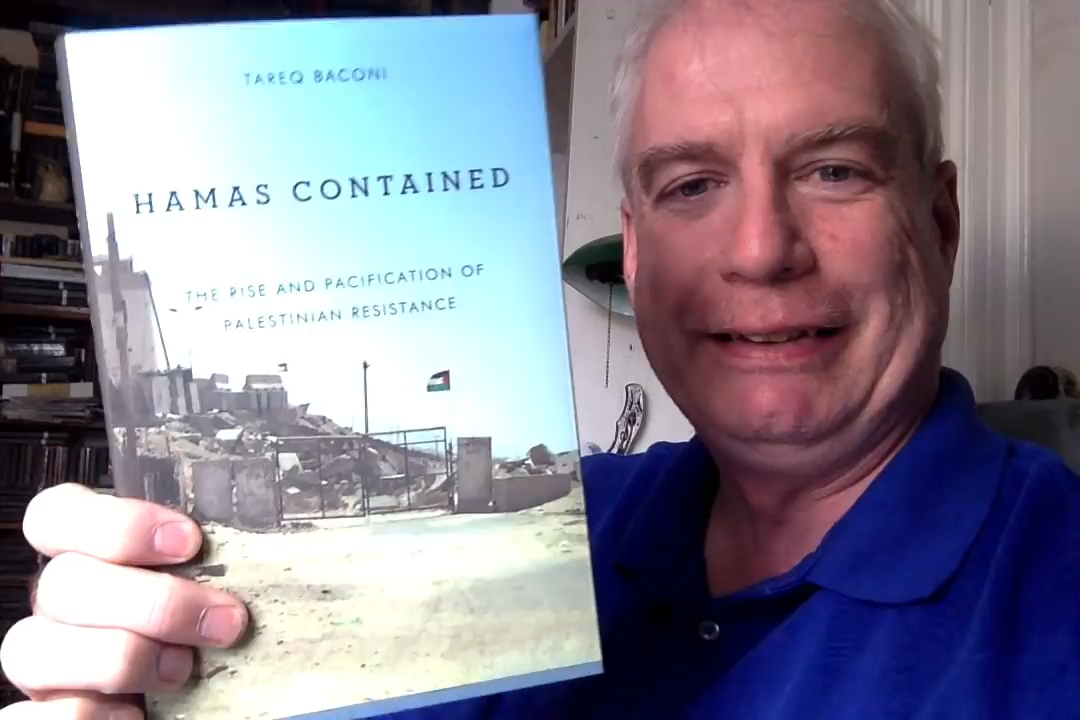 TAREQ BACONI
HAMAS CONTAINED
THE RISE AND PACIFICATION OF
PALESTINIAN RESISTANCE